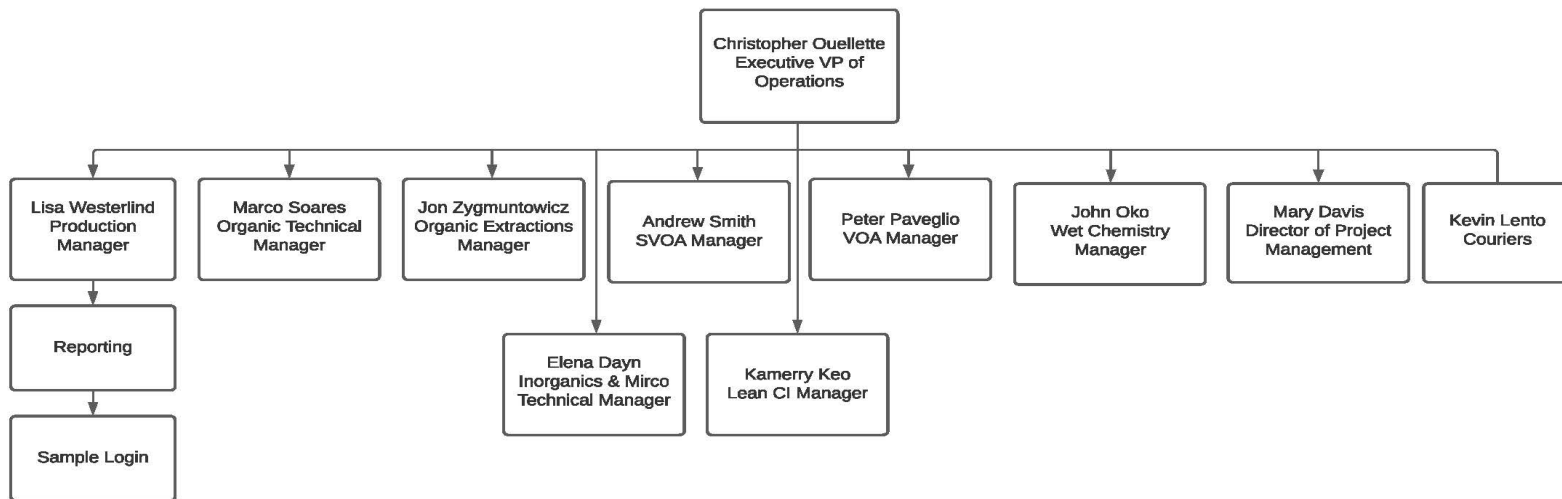 Christopher Ouellette
Executive VP of
Operations
Lisa Westerlind
Production
Manager
Marco Soares
Organic Technical
Manager
Jon Zygmuntowicz
Organic Extractions
Manager
Andrew Smith
SVOA Manager
Peter Paveglio
VOA Manager
John Oko
Wet Chemistry
Manager
Mary Davis
Director of Project
Management
Kevin Lento
Couriers
Reporting
Elena Dayn
Inorganics & Mirco
Technical Manager
Kamerry Keo
Lean CI Manager
Sample Login